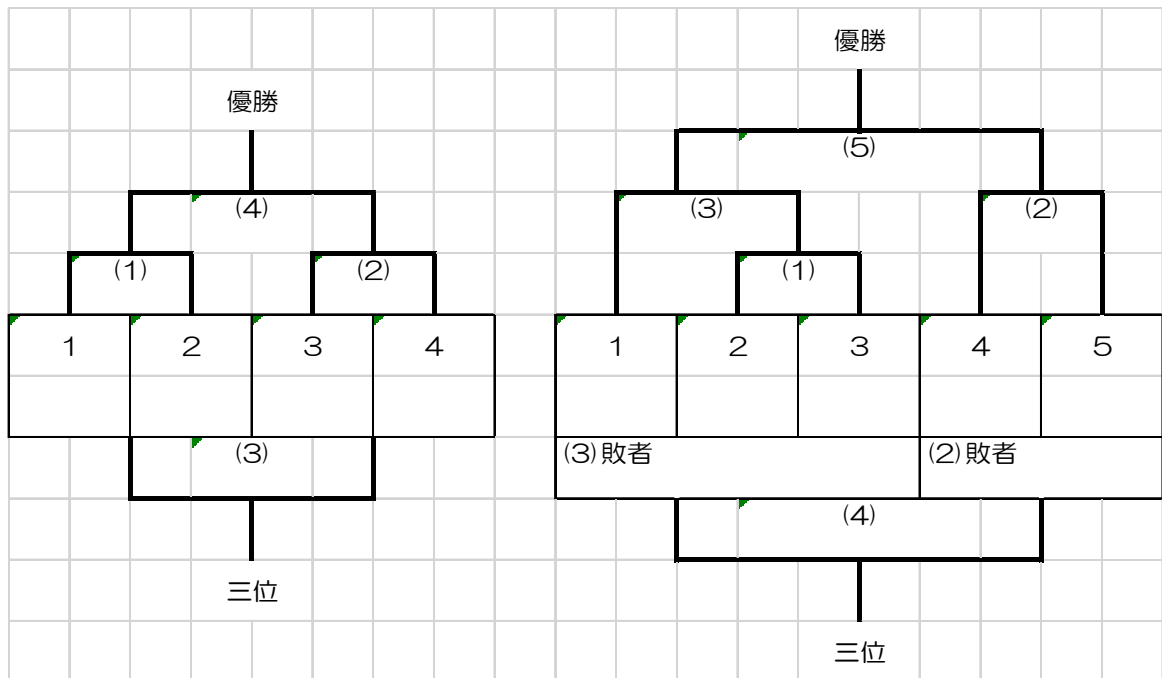 優勝
(4)
(1) (2)
1 2 3 4
(3)
三位
優勝
(5)
(3) (2)
(1)
1 2 3 4 5
(3)敗者 (2)敗者
(4)
三位